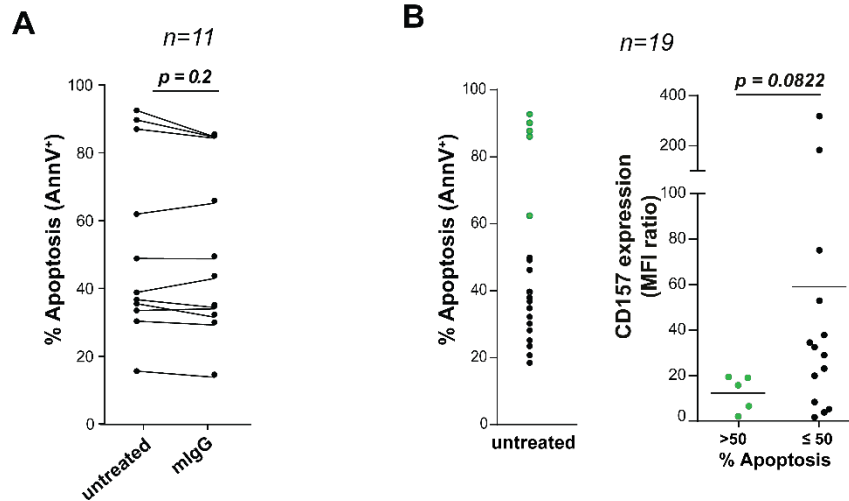 A
n=11
p = 0.2
% Apoptosis (AnnV⁺)
100
80
60
40
20
0
untreated
mIgG
B
n=19
% Apoptosis (AnnV⁺)
100
80
60
40
20
0
untreated
p = 0.0822
CD157 expression
(MFI ratio)
400
200
100
80
60
40
20
0
>50
≤ 50
% Apoptosis